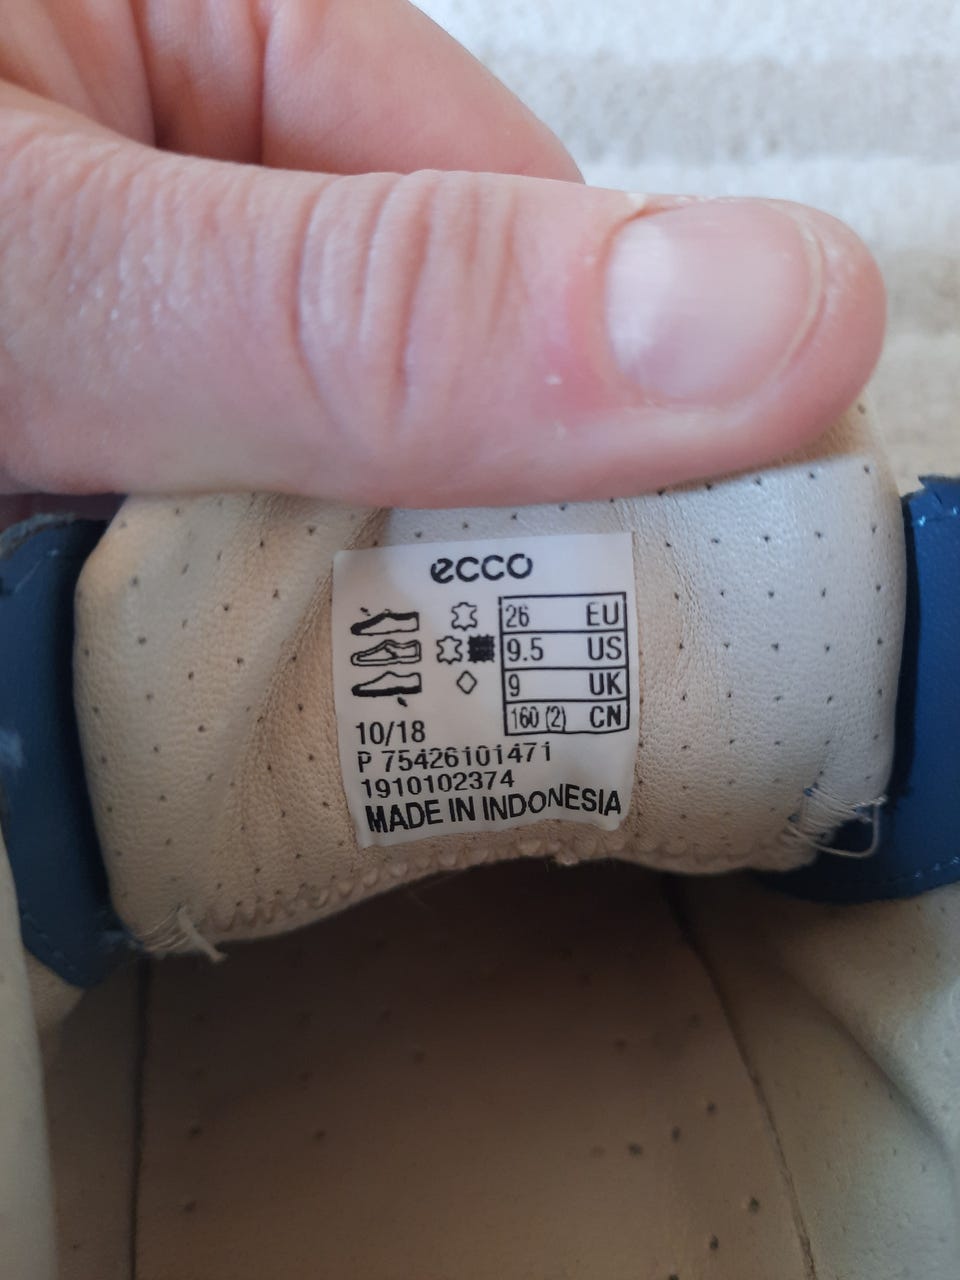 ecco
26 EU
9.5 US
9 UK
160 (2) CN
10/18
P 75426101471
1910102374
MADE IN INDONESIA